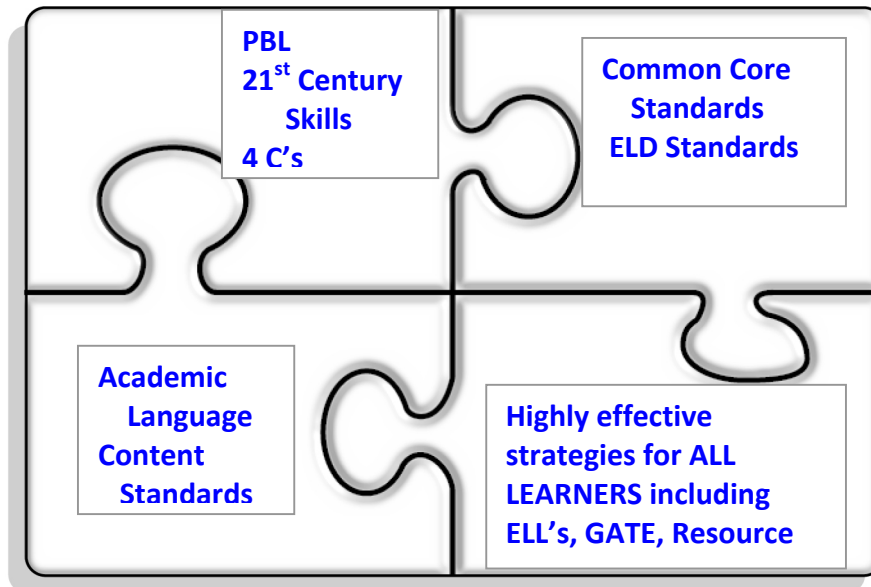 PBL
21st Century
Skills
4 C’s
Common Core
Standards
ELD Standards
Academic
Language
Content
Standards
Highly effective
strategies for ALL
LEARNERS including
ELL’s, GATE, Resource